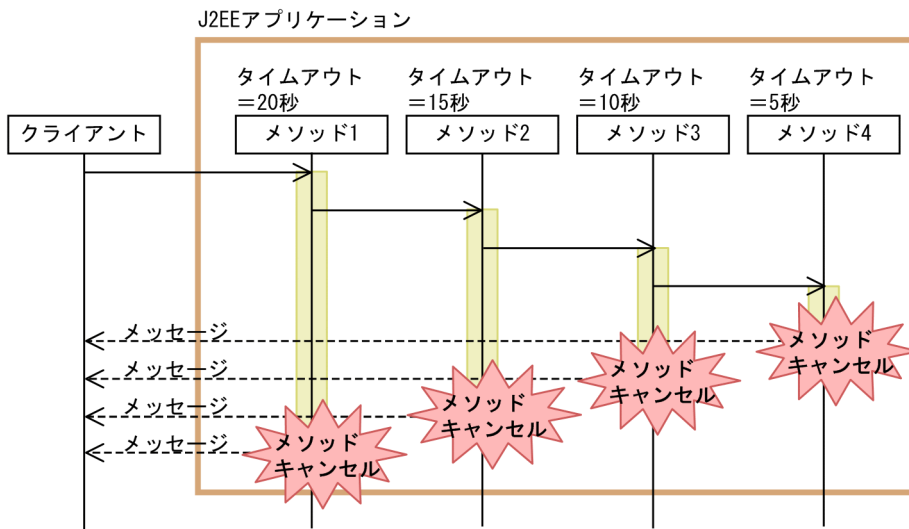 J2EEアプリケーション
タイムアウト
＝20秒
タイムアウト
＝15秒
タイムアウト
＝10秒
タイムアウト
＝5秒
クライアント
メソッド1
メソッド2
メソッド3
メソッド4
メッセージ
メソッド
キャンセル
メッセージ
メソッド
キャンセル
メッセージ
メソッド
キャンセル
メッセージ
メソッド
キャンセル